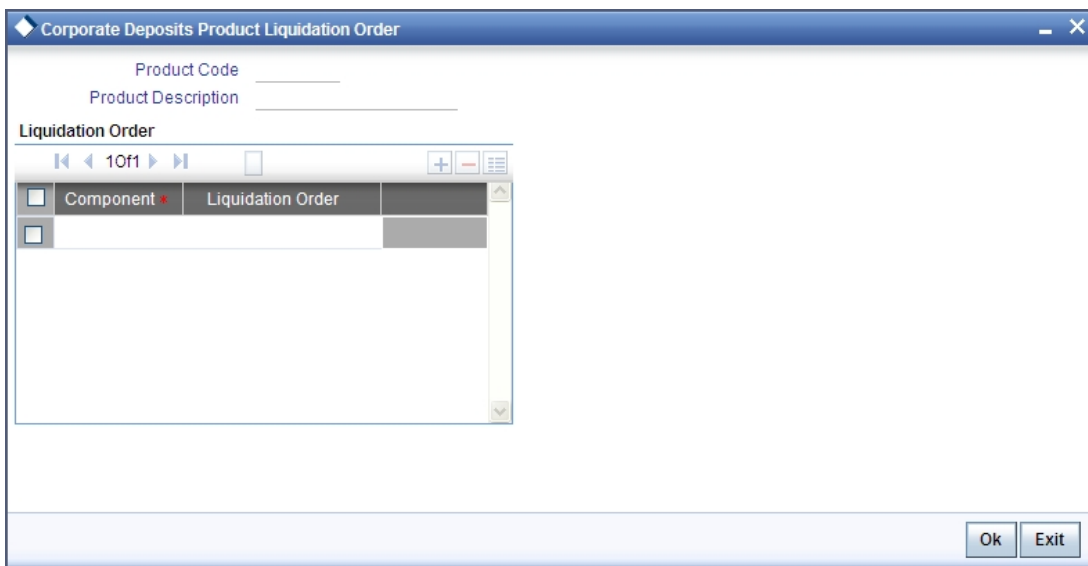 Corporate Deposits Product Liquidation Order
Product Code
Product Description
Liquidation Order
1Of1
Component * Liquidation Order
Ok Exit